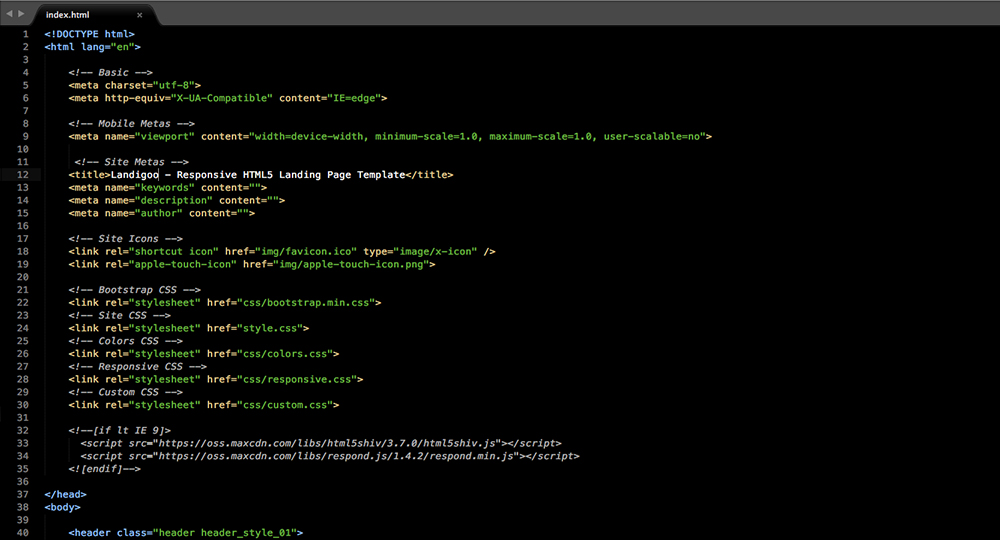 index.html ×
1 <!DOCTYPE html>
2 <html lang="en">
3
4 <!-- Basic -->
5 <meta charset="utf-8">
6 <meta http-equiv="X-UA-Compatible" content="IE=edge">
7
8 <!-- Mobile Metas -->
9 <meta name="viewport" content="width=device-width, minimum-scale=1.0, maximum-scale=1.0, user-scalable=no">
10
11 <!-- Site Metas -->
12 <title>Landigoo - Responsive HTML5 Landing Page Template</title>
13 <meta name="keywords" content="">
14 <meta name="description" content="">
15 <meta name="author" content="">
16
17 <!-- Site Icons -->
18 <link rel="shortcut icon" href="img/favicon.ico" type="image/x-icon" />
19 <link rel="apple-touch-icon" href="img/apple-touch-icon.png">
20
21 <!-- Bootstrap CSS -->
22 <link rel="stylesheet" href="css/bootstrap.min.css">
23 <!-- Site CSS -->
24 <link rel="stylesheet" href="style.css">
25 <!-- Colors CSS -->
26 <link rel="stylesheet" href="css/colors.css">
27 <!-- Responsive CSS -->
28 <link rel="stylesheet" href="css/responsive.css">
29 <!-- Custom CSS -->
30 <link rel="stylesheet" href="css/custom.css">
31
32 <!--[if lt IE 9]>
33 <script src="https://oss.maxcdn.com/libs/html5shiv/3.7.0/html5shiv.js"></script>
34 <script src="https://oss.maxcdn.com/libs/respond.js/1.4.2/respond.min.js"></script>
35 <![endif]-->
36
37 </head>
38 <body>
39
40 <header class="header header_style_01">